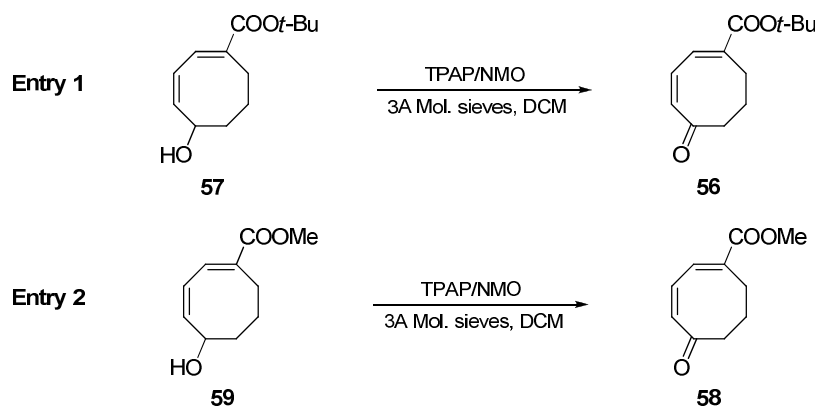 COOt-Bu
COOt-Bu
Entry 1
TPAP/NMO
3A Mol. sieves, DCM
HO
O
57
56
COOMe
COOMe
Entry 2
TPAP/NMO
3A Mol. sieves, DCM
HO
O
59
58